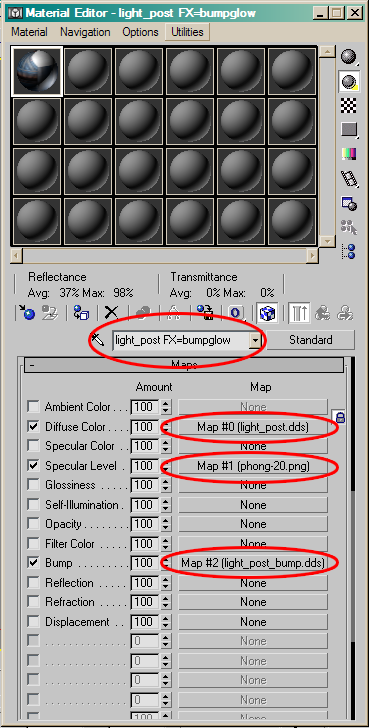 Material Editor - light_post FX=bumpglow
Material Navigation Options Utilities
Reflectance Transmittance
Avg: 37% Max: 98% Avg: 0% Max: 0%
light_post FX=bumpglow Standard
- Maps
Amount Map
Ambient Color . . . 100 None
Diffuse Color . . . . 100 Map #0 (light_post.dds)
Specular Color . . 100 None
Specular Level . . 100 Map #1 (phong-20.png)
Glossiness . . . . . . 100 None
Self-Illumination . 100 None
Opacity . . . . . . . . 100 None
Filter Color . . . . . 100 None
Bump . . . . . . . . . 100 Map #2 (light_post_bump.dds)
Reflection . . . . . . 100 None
Refraction . . . . . . 100 None
Displacement . . . 100 None
. . . . . . . . . . . . . . . 0 None
. . . . . . . . . . . . . . . 0 None
. . . . . . . . . . . . . . . 0 None
. . . . . . . . . . . . . . . 0 None
. . . . . . . . . . . . . . . 0 None